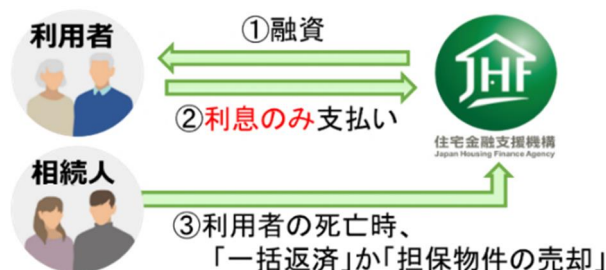 利用者
①融資
②利息のみ支払い
JHF
住宅金融支援機構
Japan Housing Finance Agency
相続人
③利用者の死亡時、
「一括返済」か「担保物件の売却」